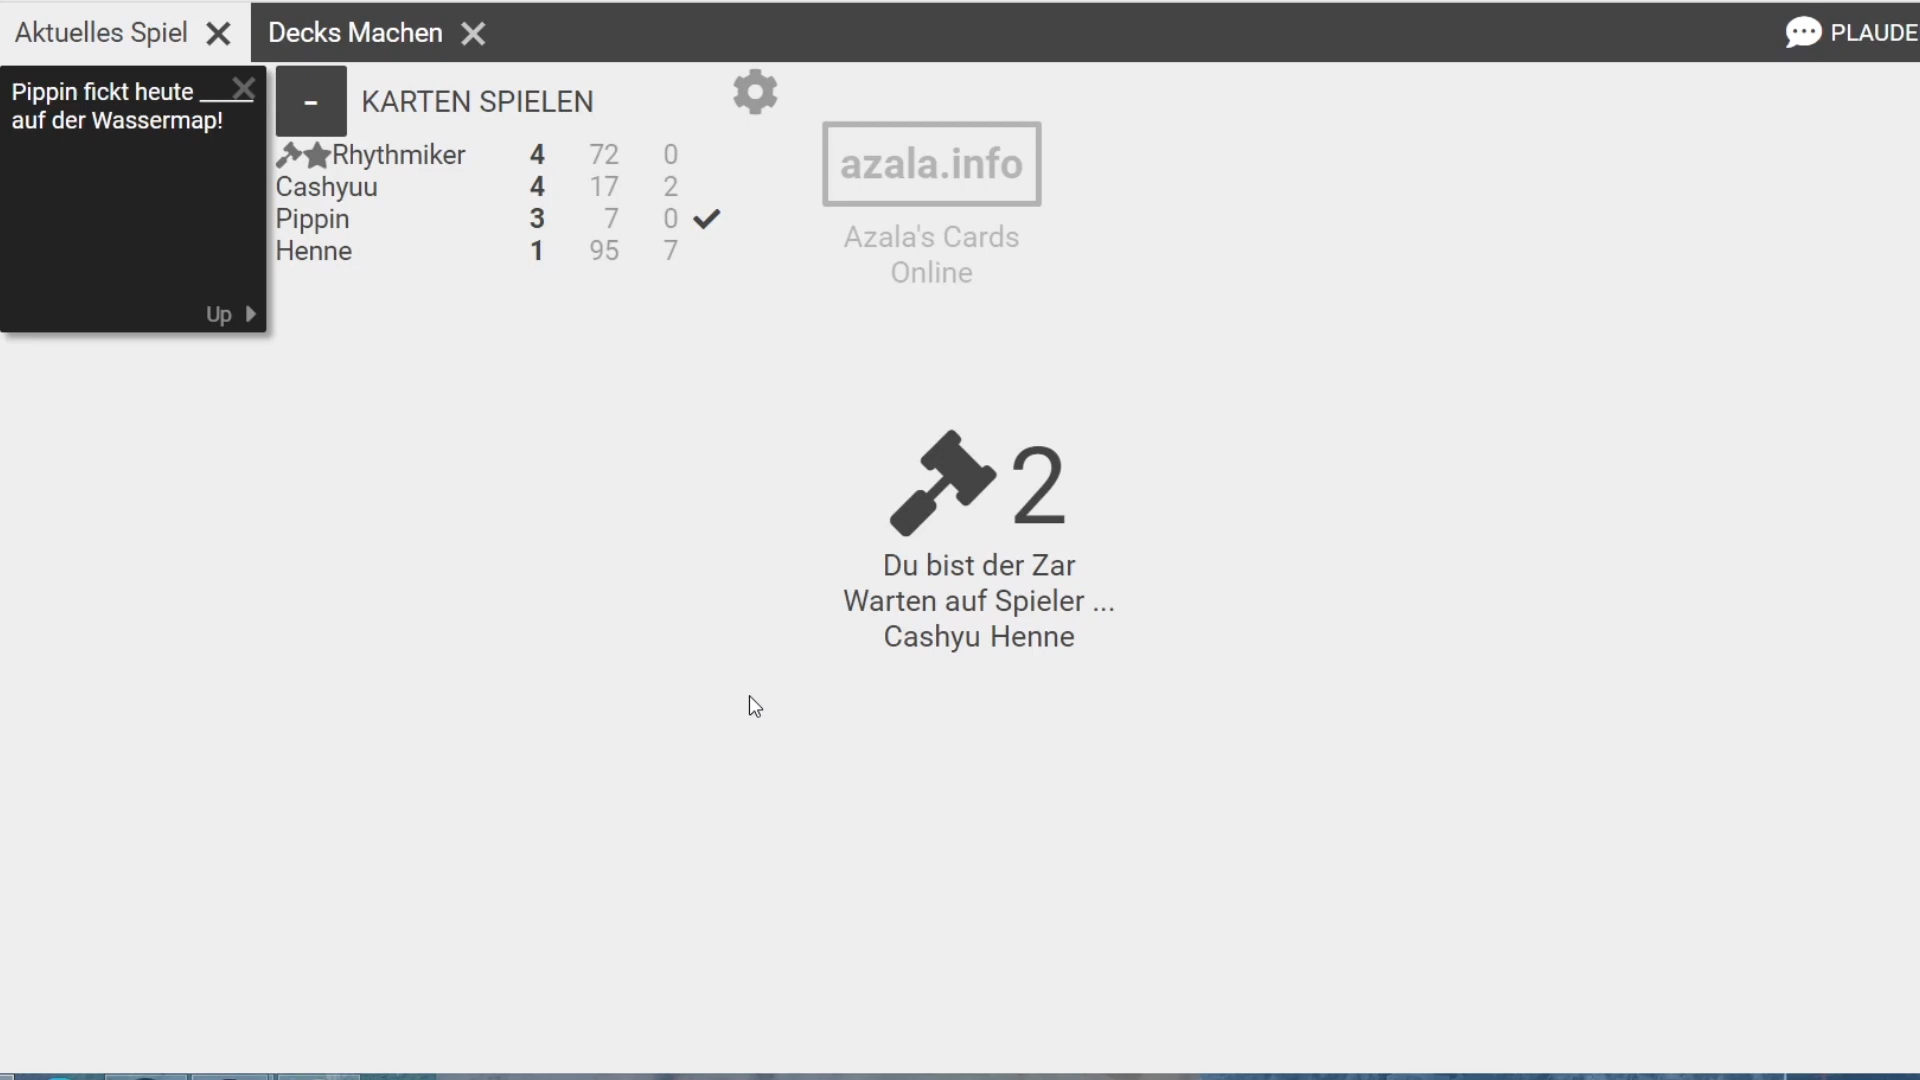 Aktuelles Spiel
Decks Machen
Pippin fickt heute _____
auf der Wassermap!
Up
-
KARTEN SPIELEN
Rhythmiker 4 72 0
Cashyuu 4 17 2
Pippin 3 7 0
Henne 1 95 7
azala.info
Azala's Cards
Online
2
Du bist der Zar
Warten auf Spieler ...
Cashyu Henne
PLAUDE